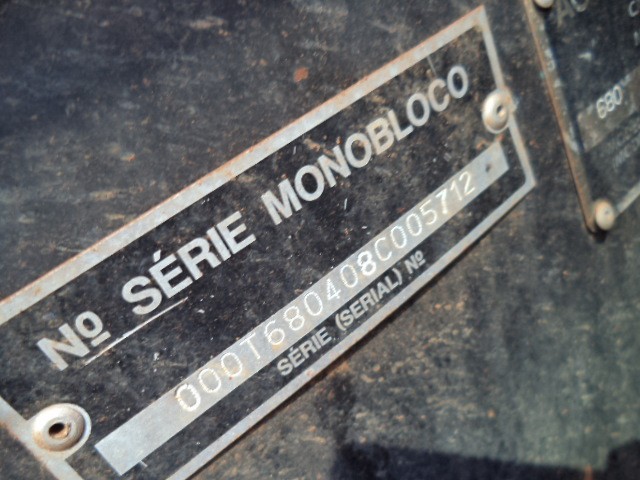 Nº SÉRIE MONOBLOCO
000T680408C005712
SÉRIE (SERIAL) Nº
680